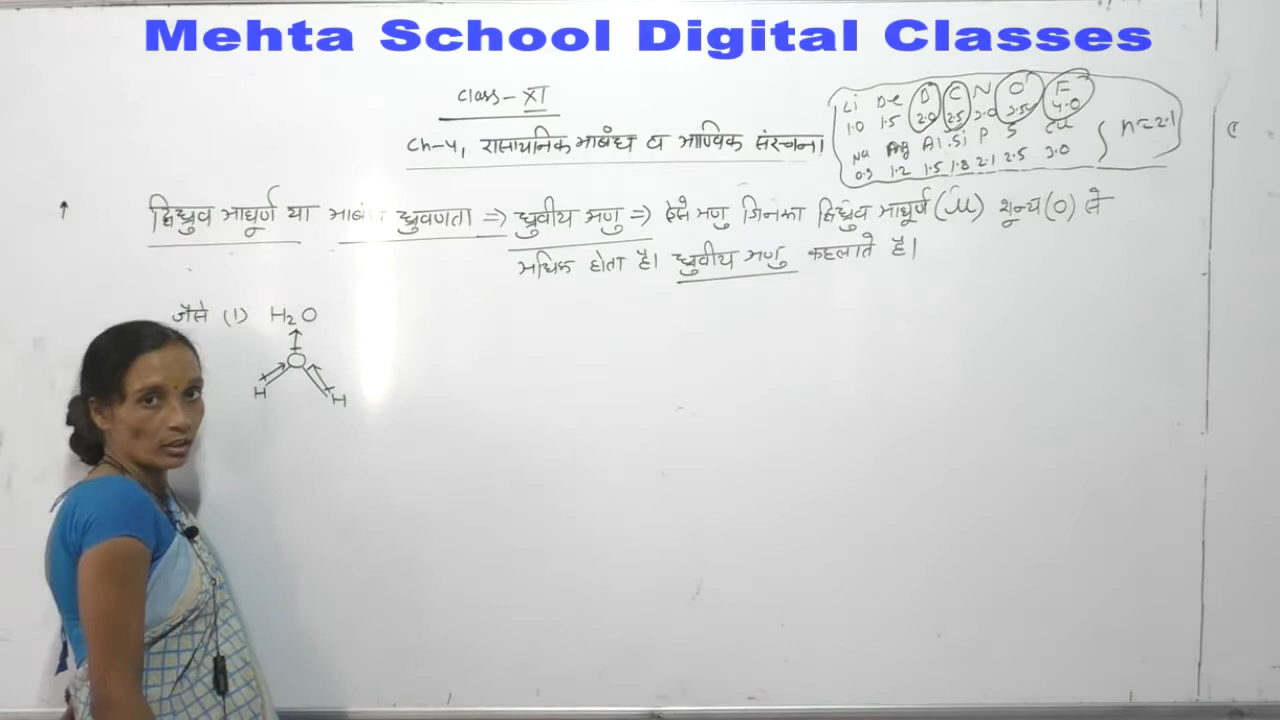 Mehta School Digital Classes
Class - XI
Ch-4, रासायनिक आबंध व आण्विक संरचना
Li Be B C N O F
1.0 1.5 2.0 2.5 3.0 3.5 4.0
Na Mg Al Si P S Cl
0.9 1.2 1.5 1.8 2.1 2.5 3.0
H=2.1
द्विध्रुव आघूर्ण या आबंध ध्रुवणता ⇒ ध्रुवीय अणु ⇒ ऐसे अणु जिनका द्विध्रुव आघूर्ण (μ) शून्य (0) से
अधिक होता है। ध्रुवीय अणु कहलाते है।
जैसे (1) H₂O
H H